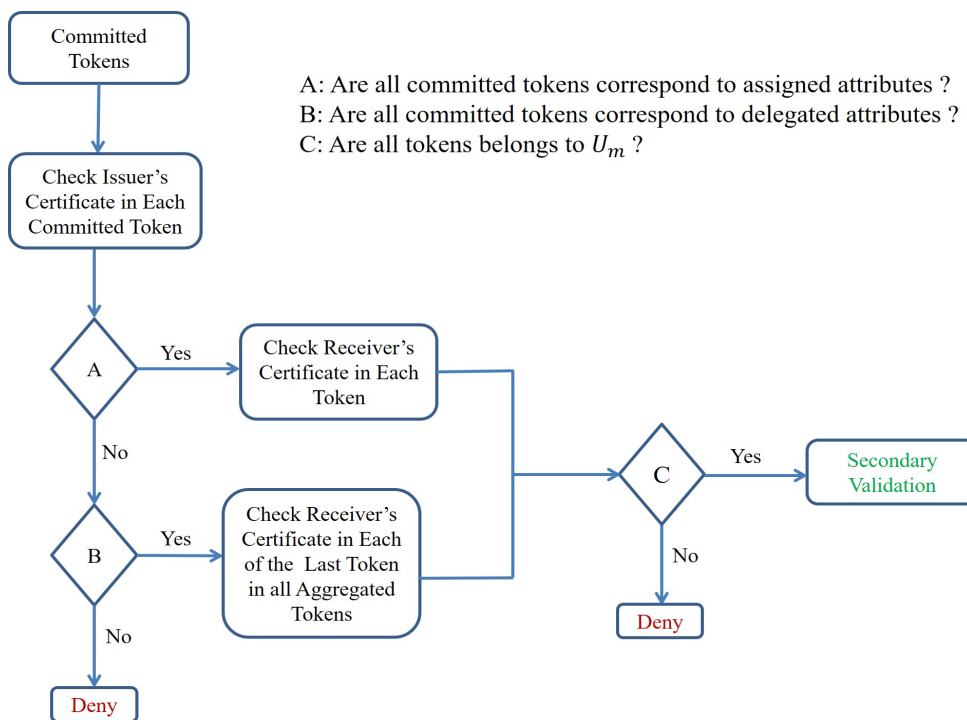 Committed
Tokens
A: Are all committed tokens correspond to assigned attributes ?
B: Are all committed tokens correspond to delegated attributes ?
C: Are all tokens belongs to U_m ?
Check Issuer's
Certificate in Each
Committed Token
A
Yes
Check Receiver's
Certificate in Each
Token
No
C
Yes
Secondary
Validation
B
Yes
Check Receiver's
Certificate in Each
of the Last Token
in all Aggregated
Tokens
No
Deny
No
Deny